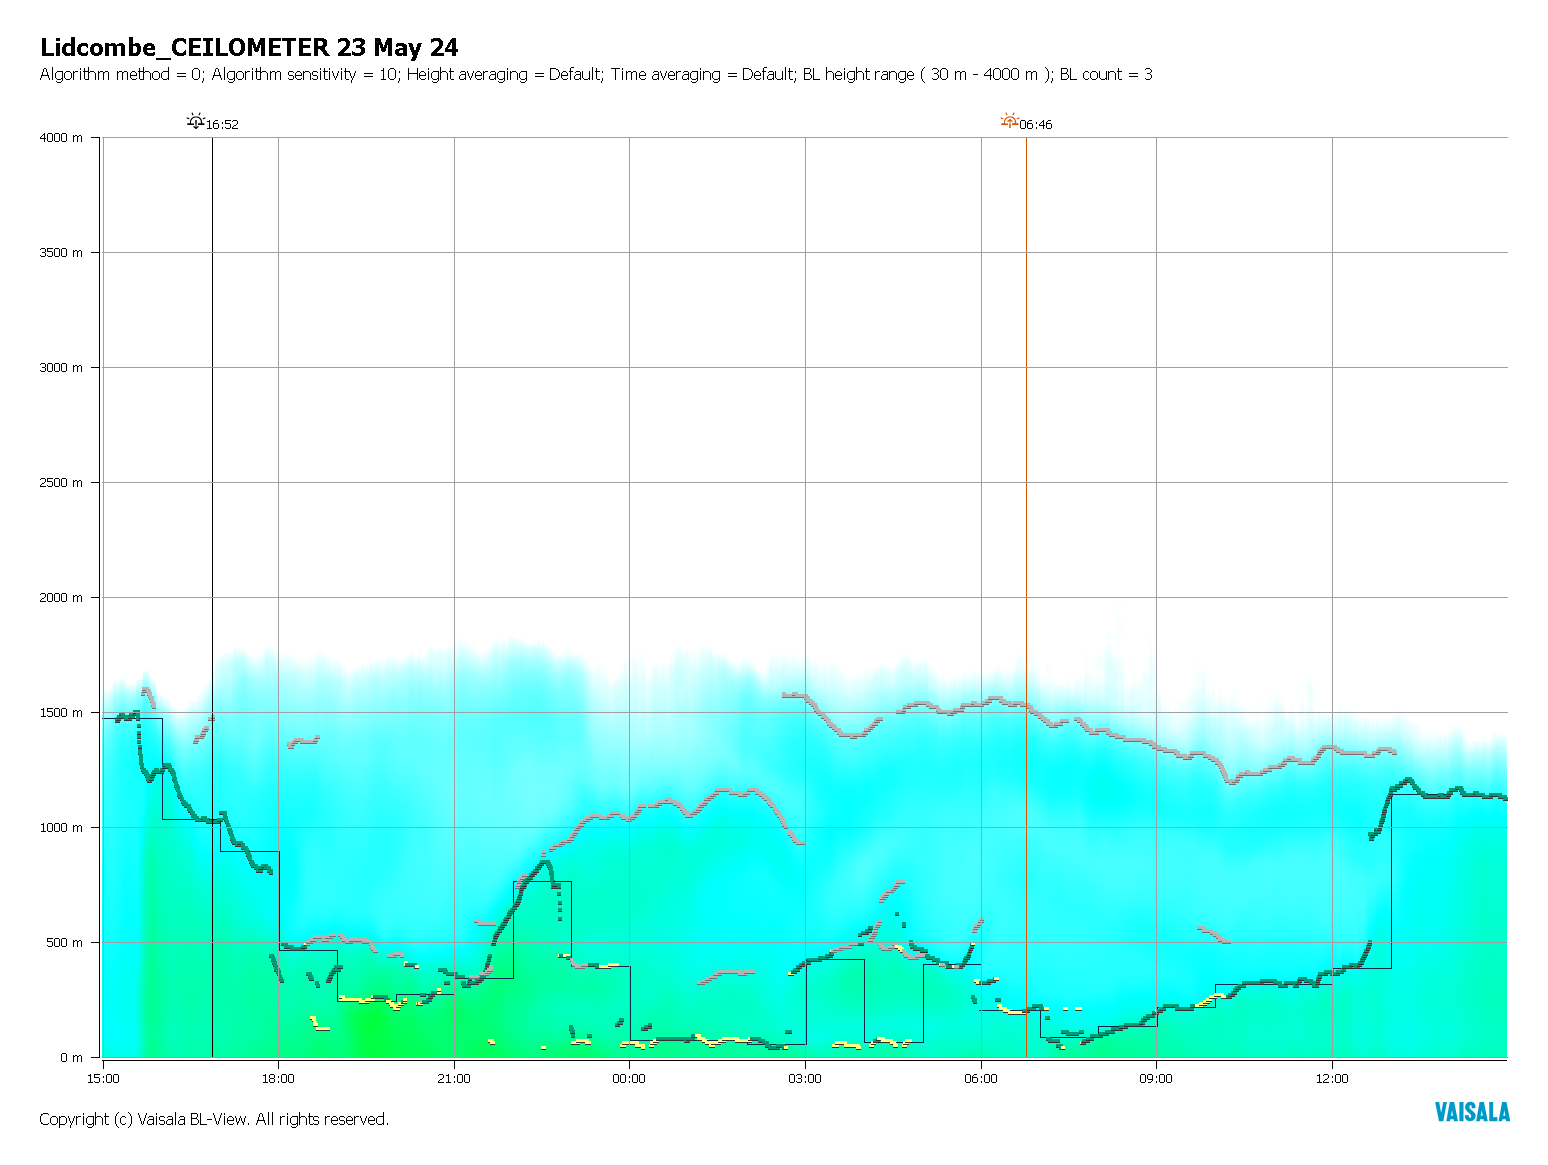 Lidcombe_CEILOMETER 23 May 24
Algorithm method = 0; Algorithm sensitivity = 10; Height averaging = Default; Time averaging = Default; BL height range ( 30 m - 4000 m ); BL count = 3
16:52
06:46
4000 m
3500 m
3000 m
2500 m
2000 m
1500 m
1000 m
500 m
0 m
15:00 18:00 21:00 00:00 03:00 06:00 09:00 12:00
Copyright (c) Vaisala BL-View. All rights reserved.
VAISALA